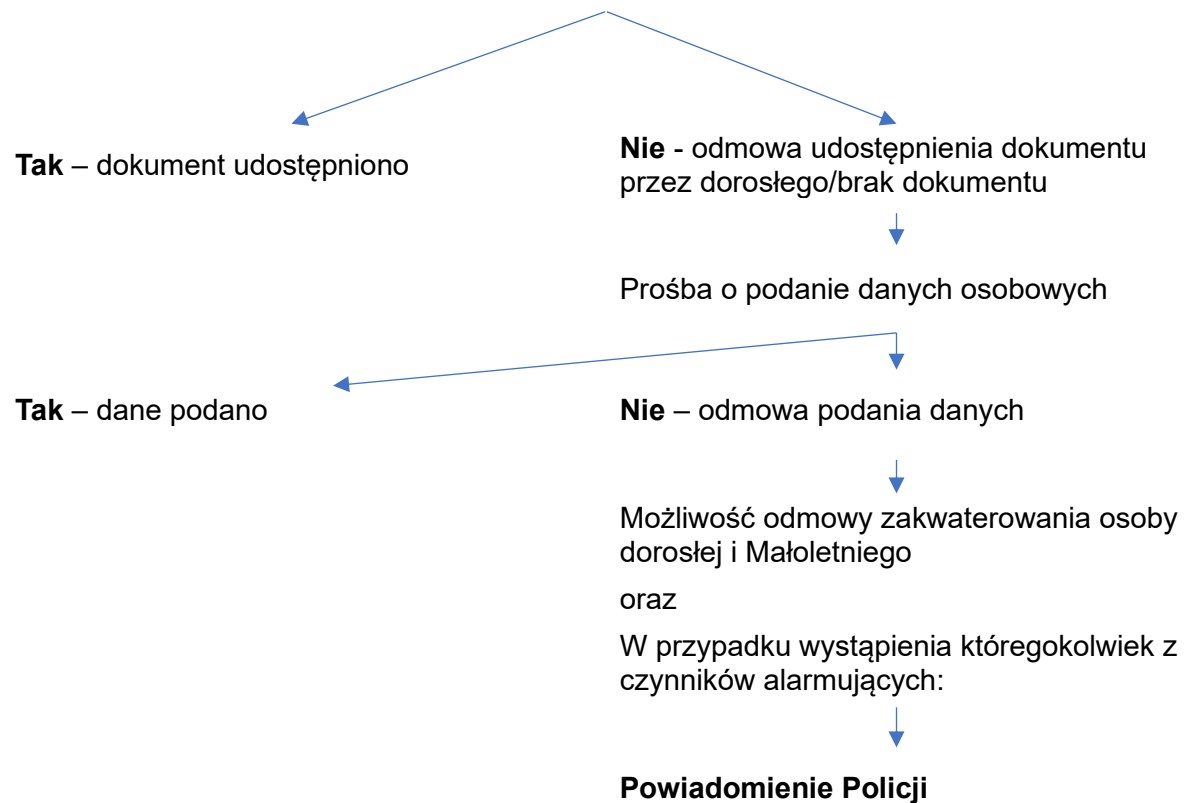 Tak – dokument udostępniono
Nie - odmowa udostępnienia dokumentu
przez dorosłego/brak dokumentu
Prośba o podanie danych osobowych
Tak – dane podano
Nie – odmowa podania danych
Możliwość odmowy zakwaterowania osoby
dorosłej i Małoletniego
oraz
W przypadku wystąpienia któregokolwiek z
czynników alarmujących:
Powiadomienie Policji